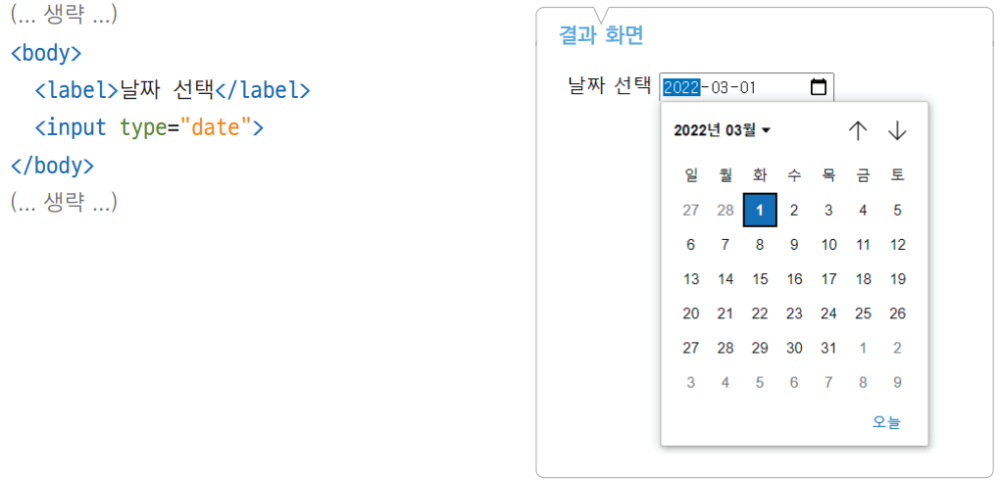 (... 생략 ...)
<body>
<label>날짜 선택</label>
<input type="date">
</body>
(... 생략 ...)
결과 화면
날짜 선택 2022-03-01
2022년 03월
일 월 화 수 목 금 토
27 28 1 2 3 4 5
6 7 8 9 10 11 12
13 14 15 16 17 18 19
20 21 22 23 24 25 26
27 28 29 30 31 1 2
3 4 5 6 7 8 9
오늘